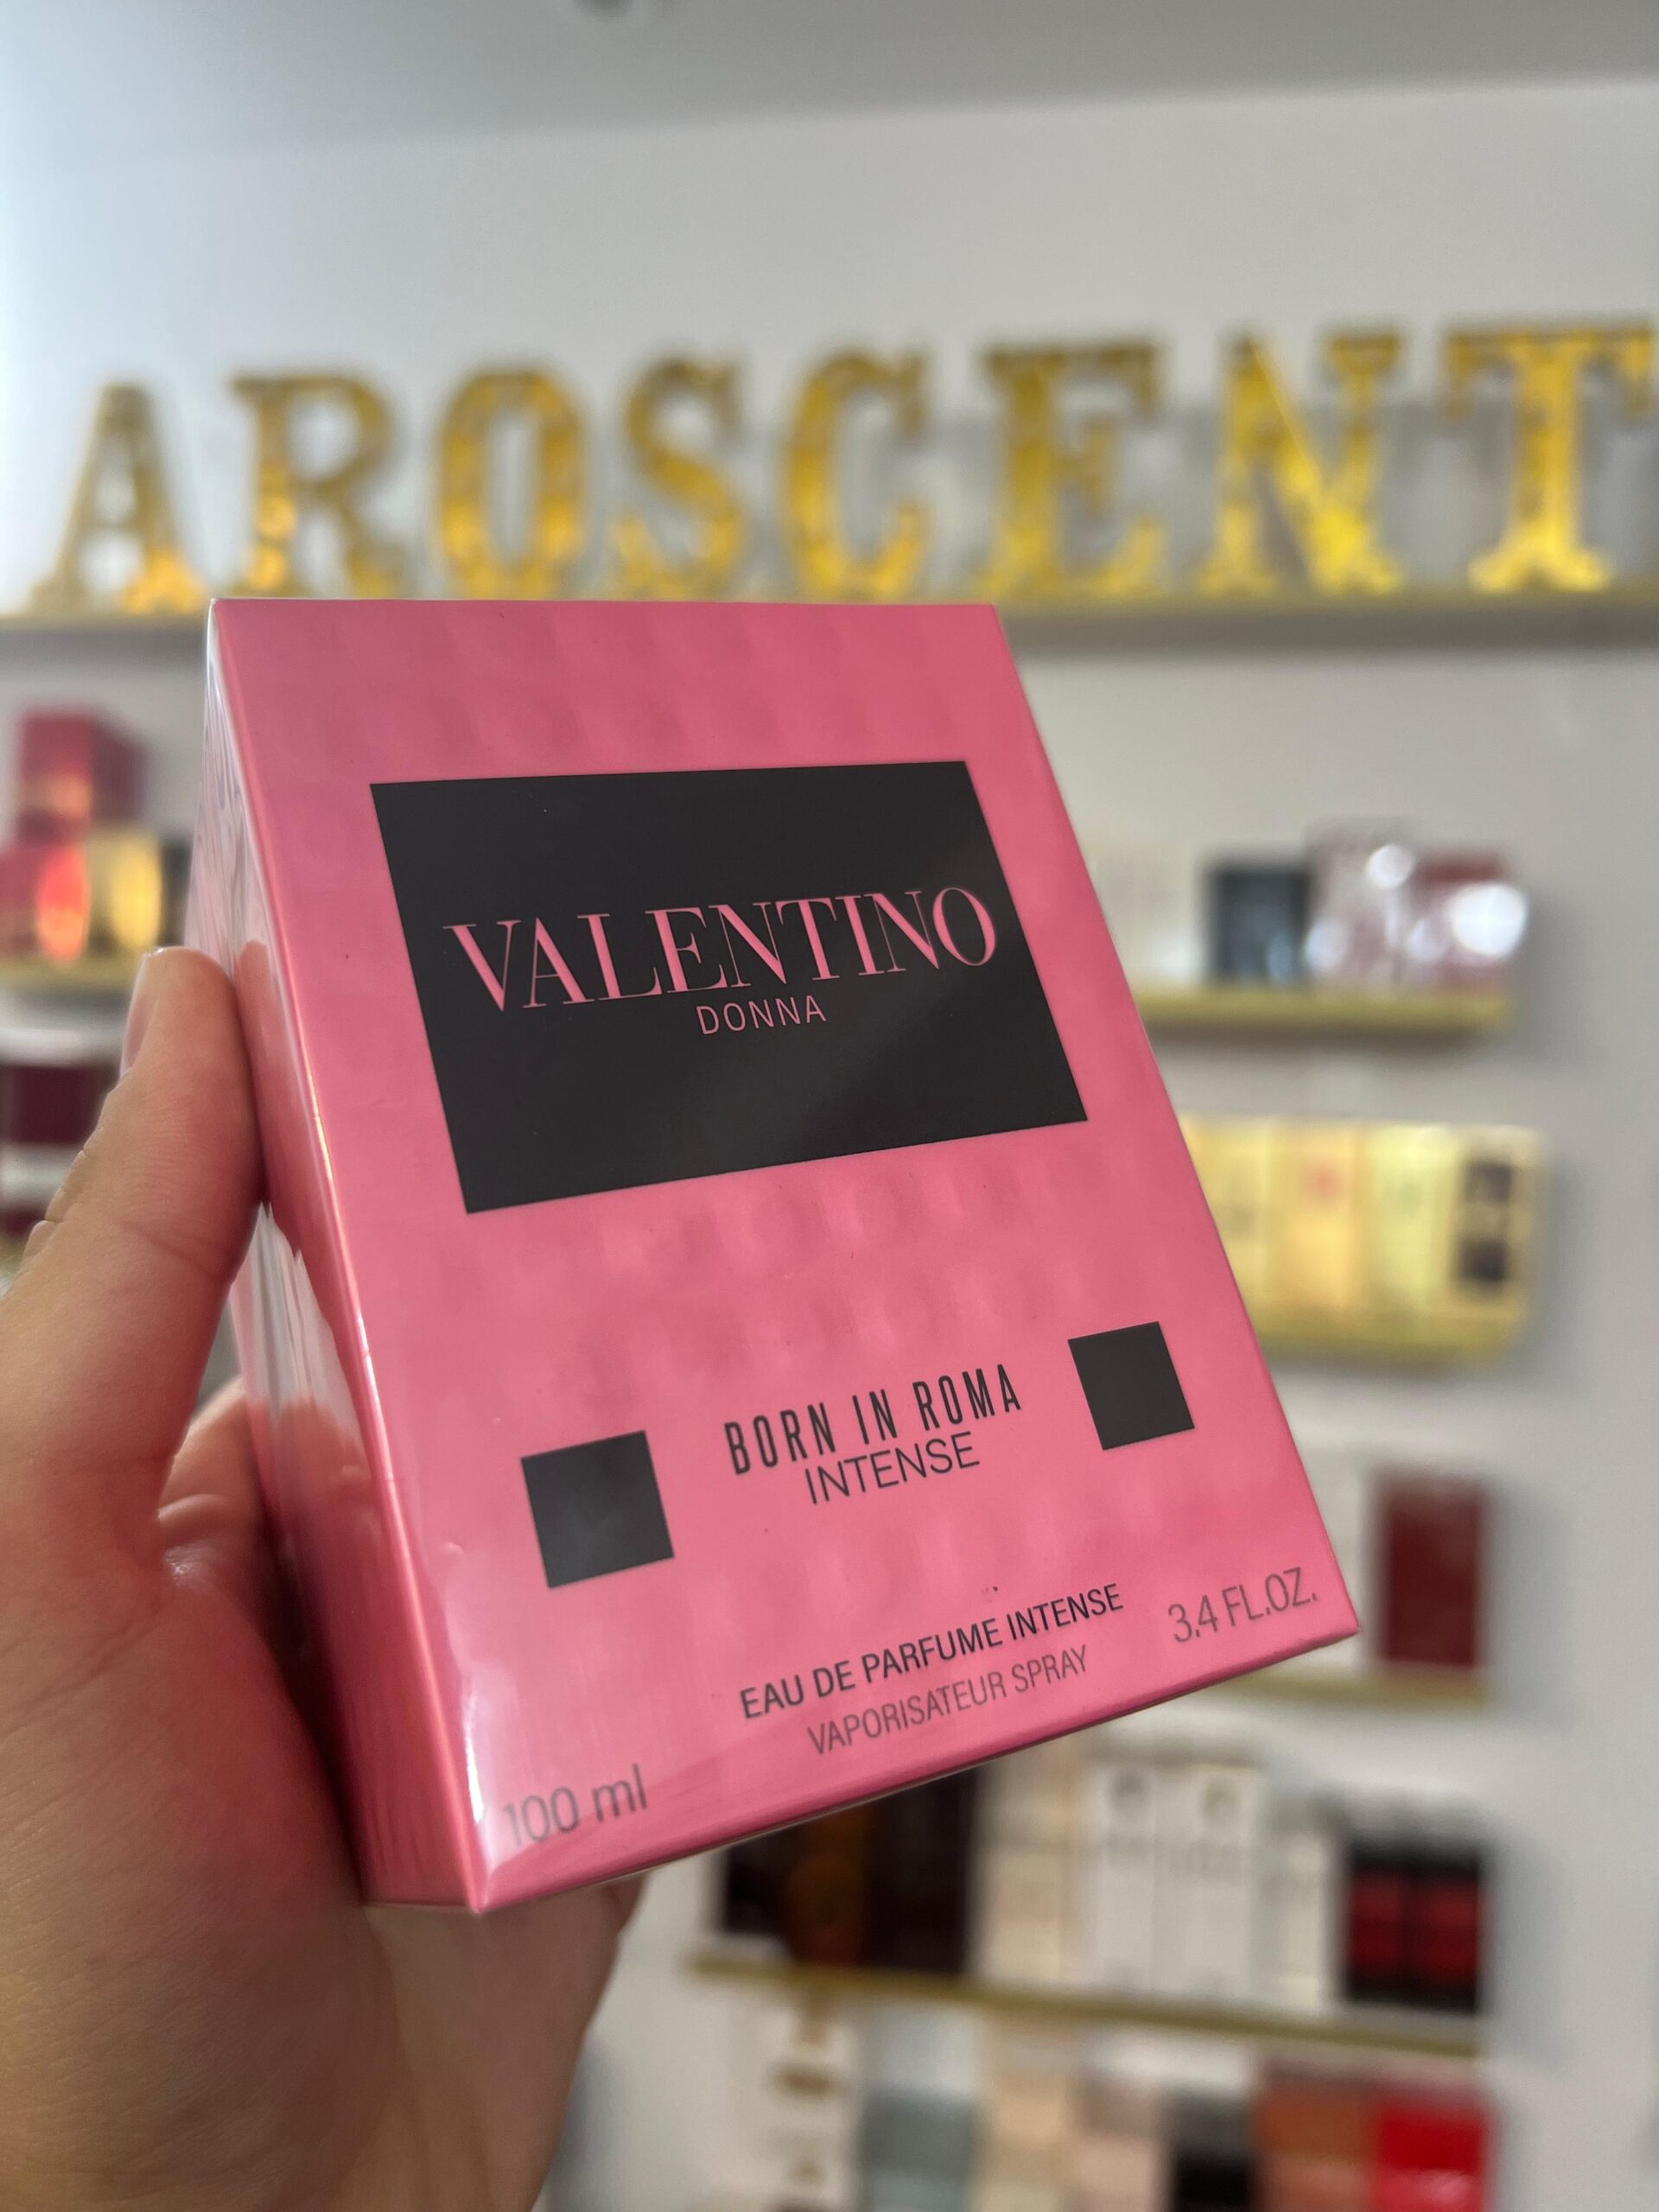 AROSCENT
VALENTINO
DONNA
BORN IN ROMA
INTENSE
EAU DE PARFUME INTENSE
VAPORISATEUR SPRAY
100 ml
3.4 FL.OZ.